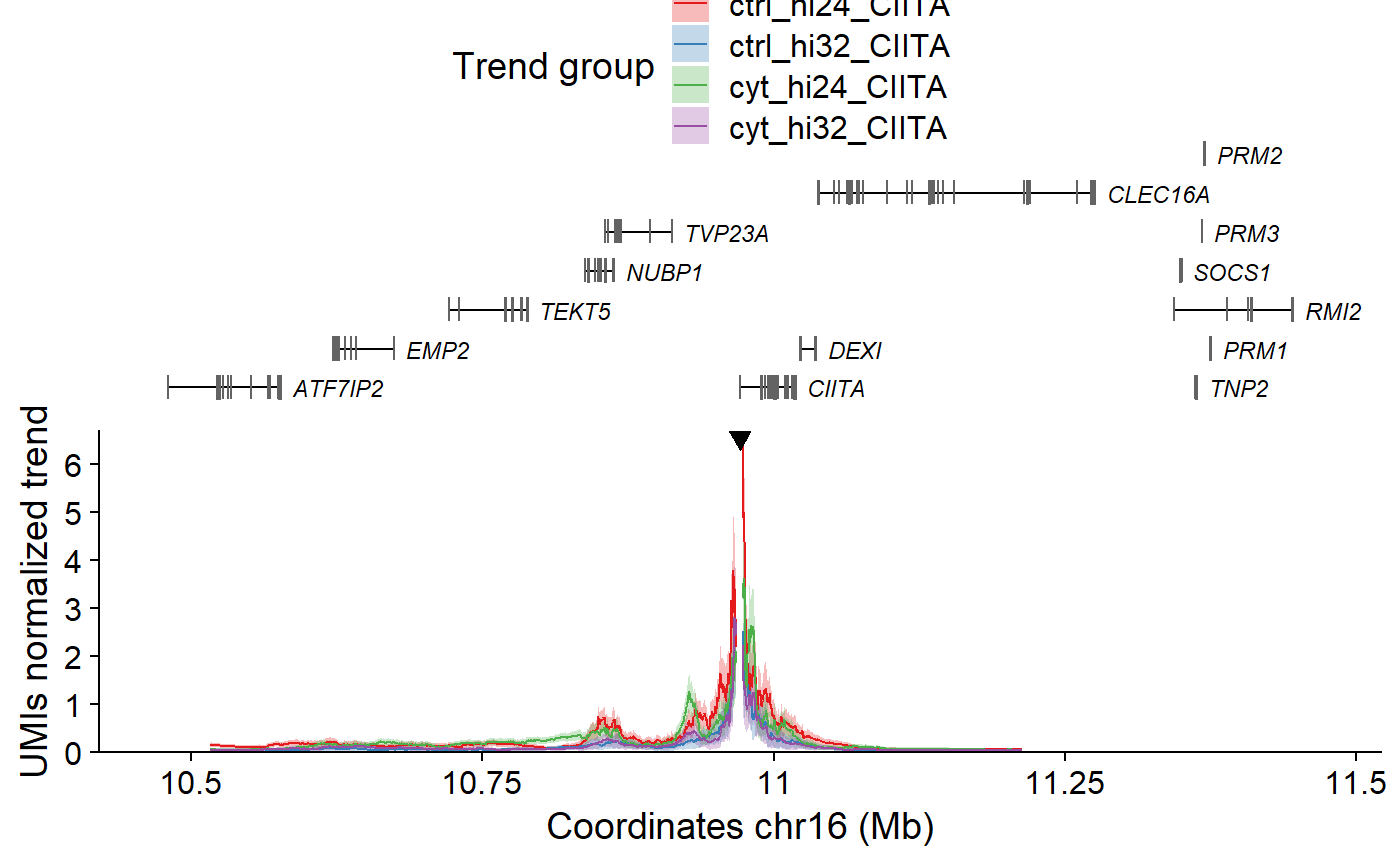 ctrl_hi24_CIITA
Trend group
ctrl_hi32_CIITA
cyt_hi24_CIITA
cyt_hi32_CIITA
PRM2
CLEC16A
TVP23A
PRM3
NUBP1
SOCS1
TEKT5
RMI2
EMP2
DEXI
PRM1
ATF7IP2
CIITA
TNP2
UMIs normalized trend
6
5
4
3
2
1
0
10.5
10.75
11
11.25
11.5
Coordinates chr16 (Mb)